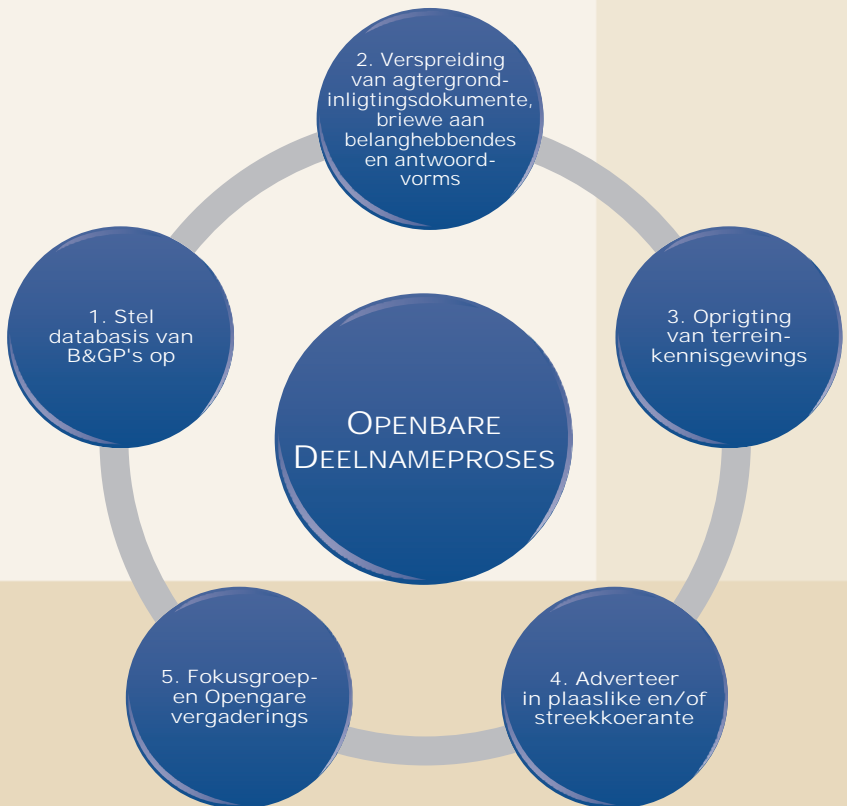 2. Verspreiding
van agtergrond-
inligtingsdokumente,
briewe aan
belanghebbendes
en antwoord-
vorms
1. Stel
databasis van
B&GP's op
3. Oprigting
van terrein-
kennisgewings
OPENBARE
DEELNAMEPROSES
5. Fokusgroep-
en Opengare
vergaderings
4. Adverteer
in plaaslike en/of
streekkoerante